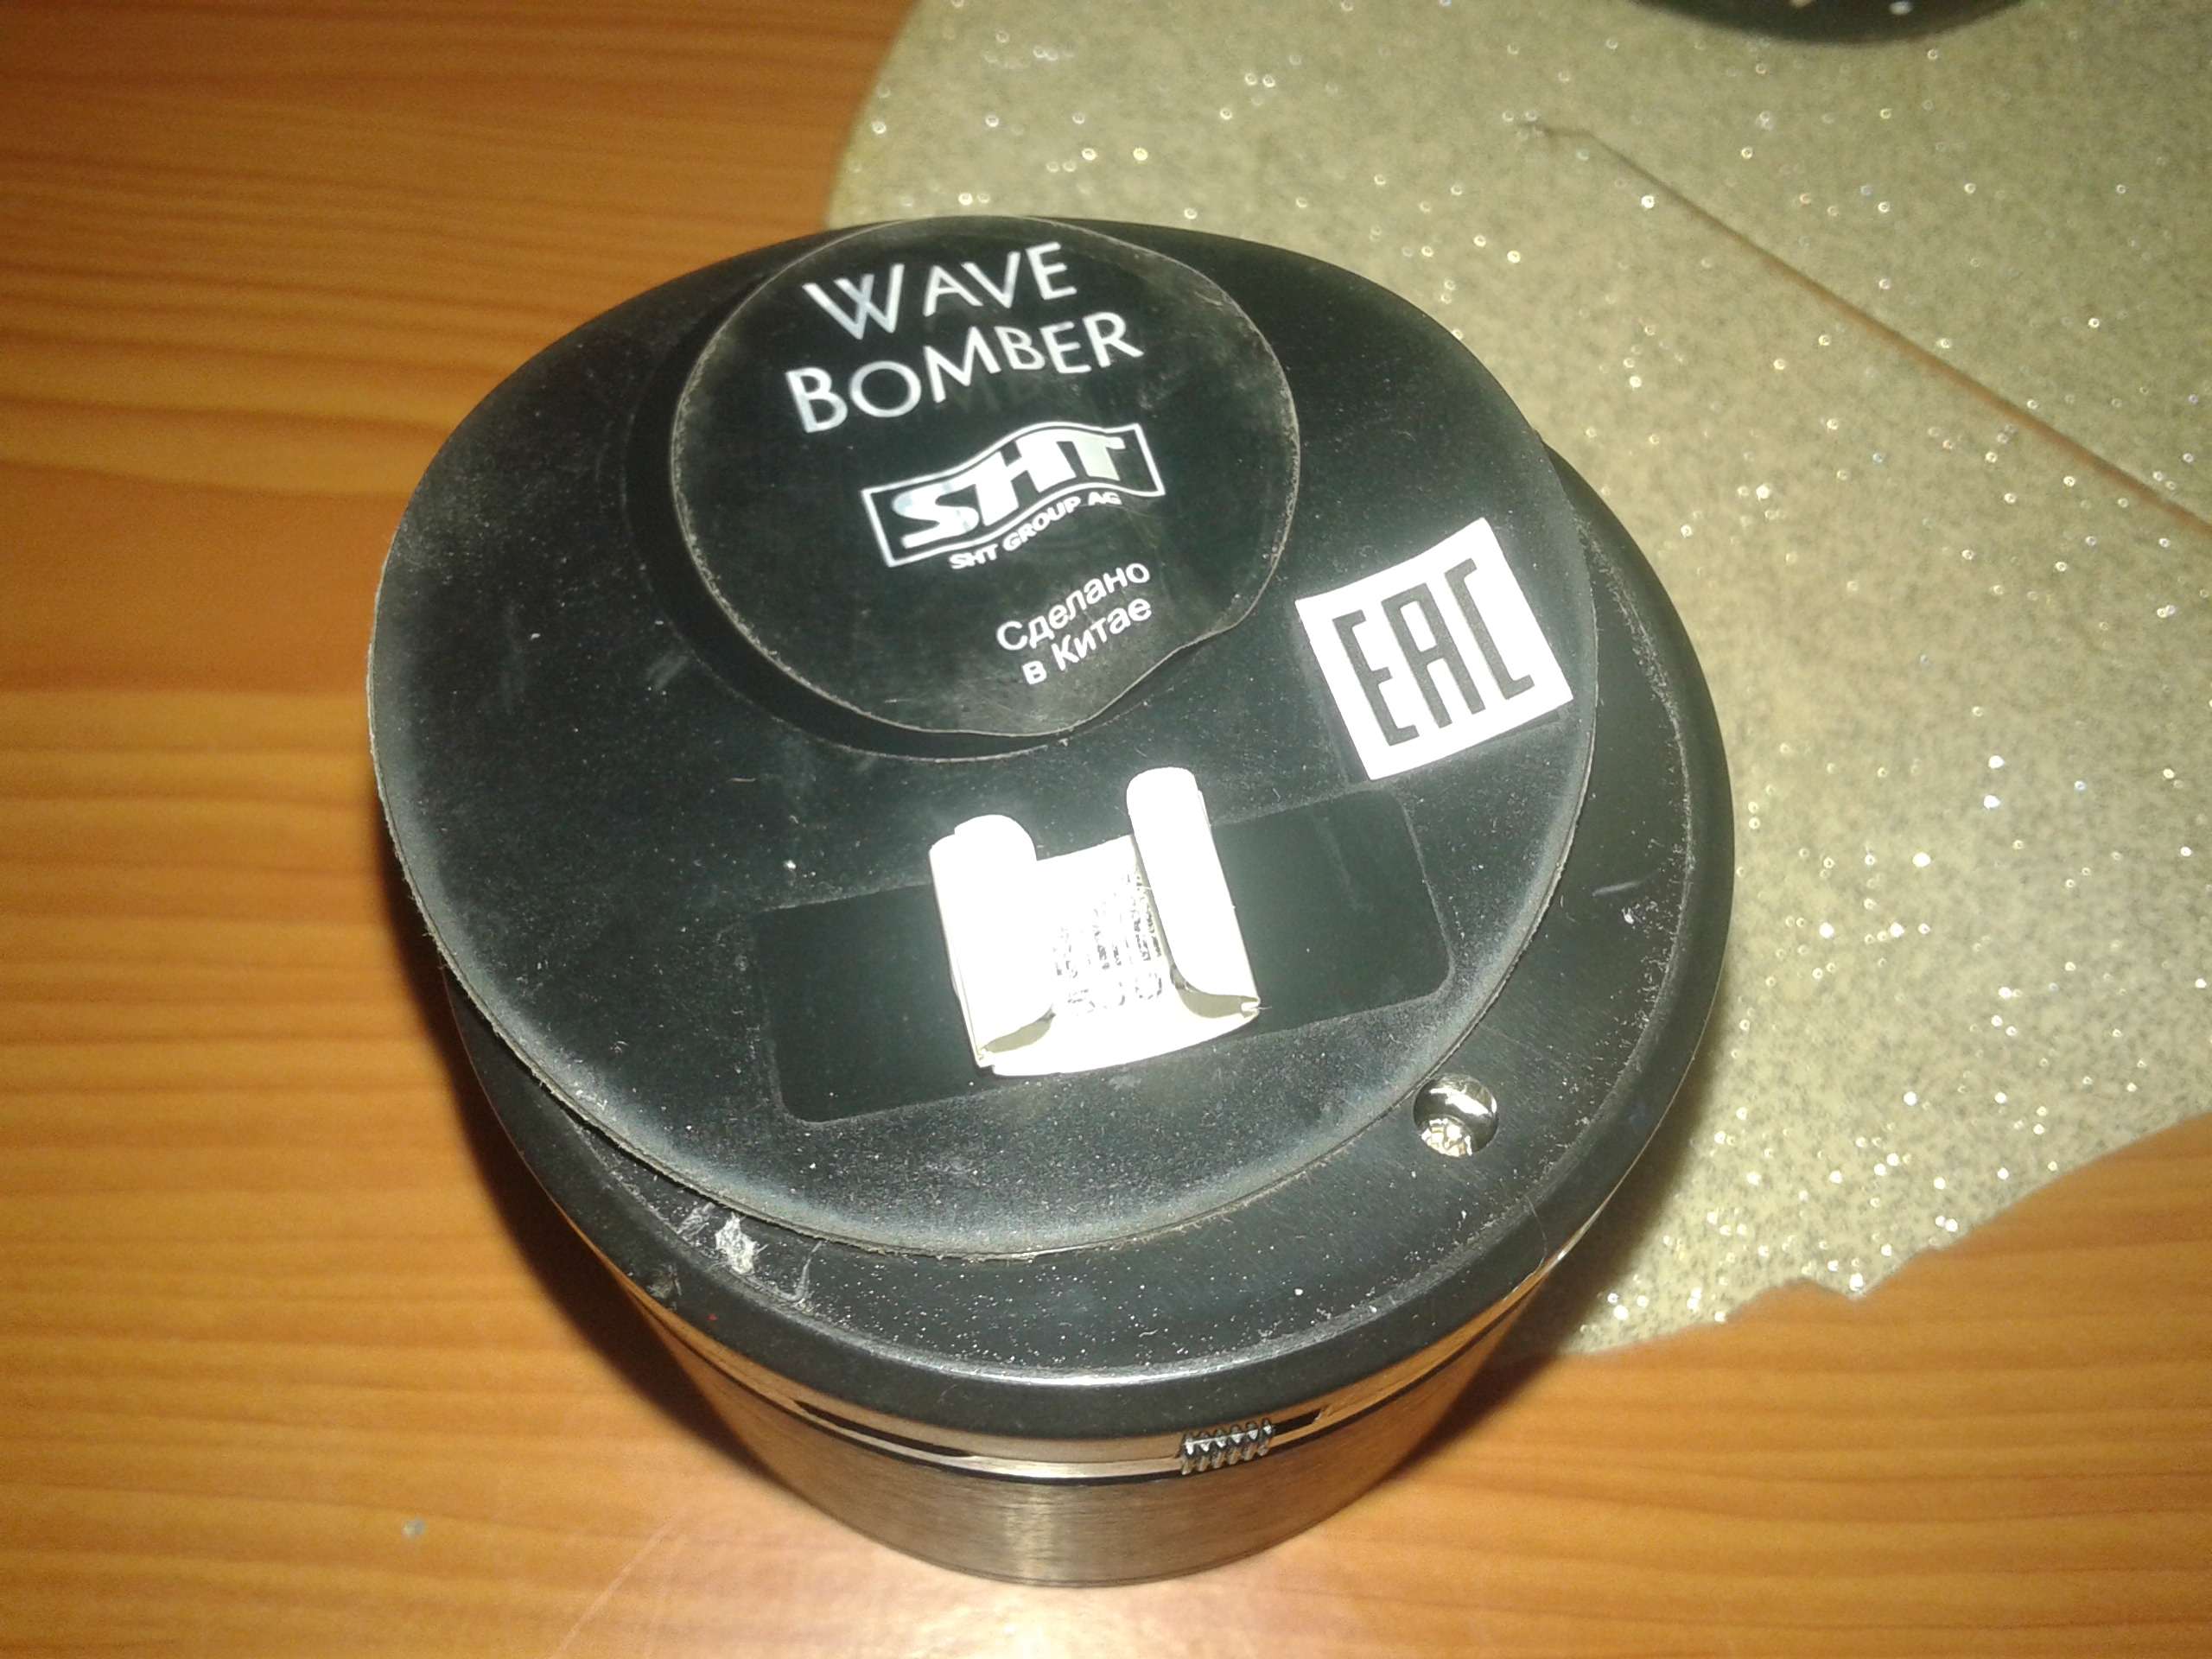 WAVE
BOMBER
SHT
SHT GROUP AG
Сделано
в Китае
EAC